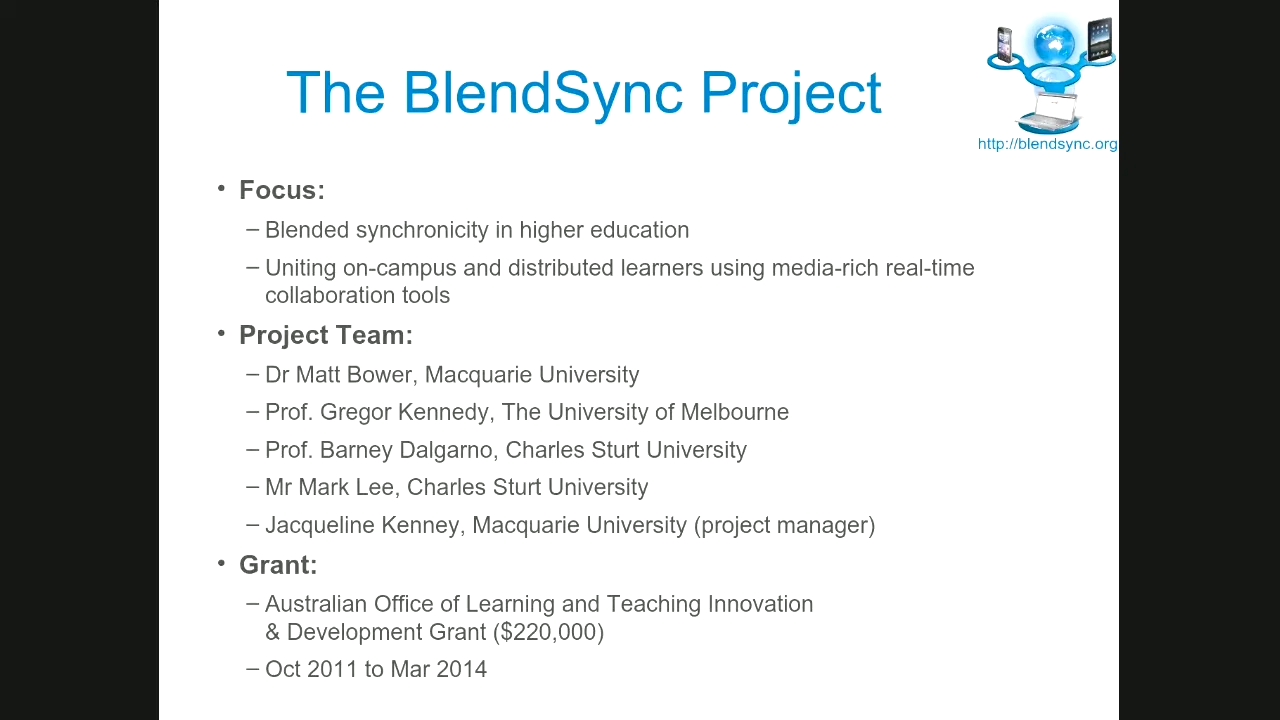 The BlendSync Project
http://blendsync.org
• Focus:
– Blended synchronicity in higher education
– Uniting on-campus and distributed learners using media-rich real-time
collaboration tools
• Project Team:
– Dr Matt Bower, Macquarie University
– Prof. Gregor Kennedy, The University of Melbourne
– Prof. Barney Dalgarno, Charles Sturt University
– Mr Mark Lee, Charles Sturt University
– Jacqueline Kenney, Macquarie University (project manager)
• Grant:
– Australian Office of Learning and Teaching Innovation
& Development Grant ($220,000)
– Oct 2011 to Mar 2014